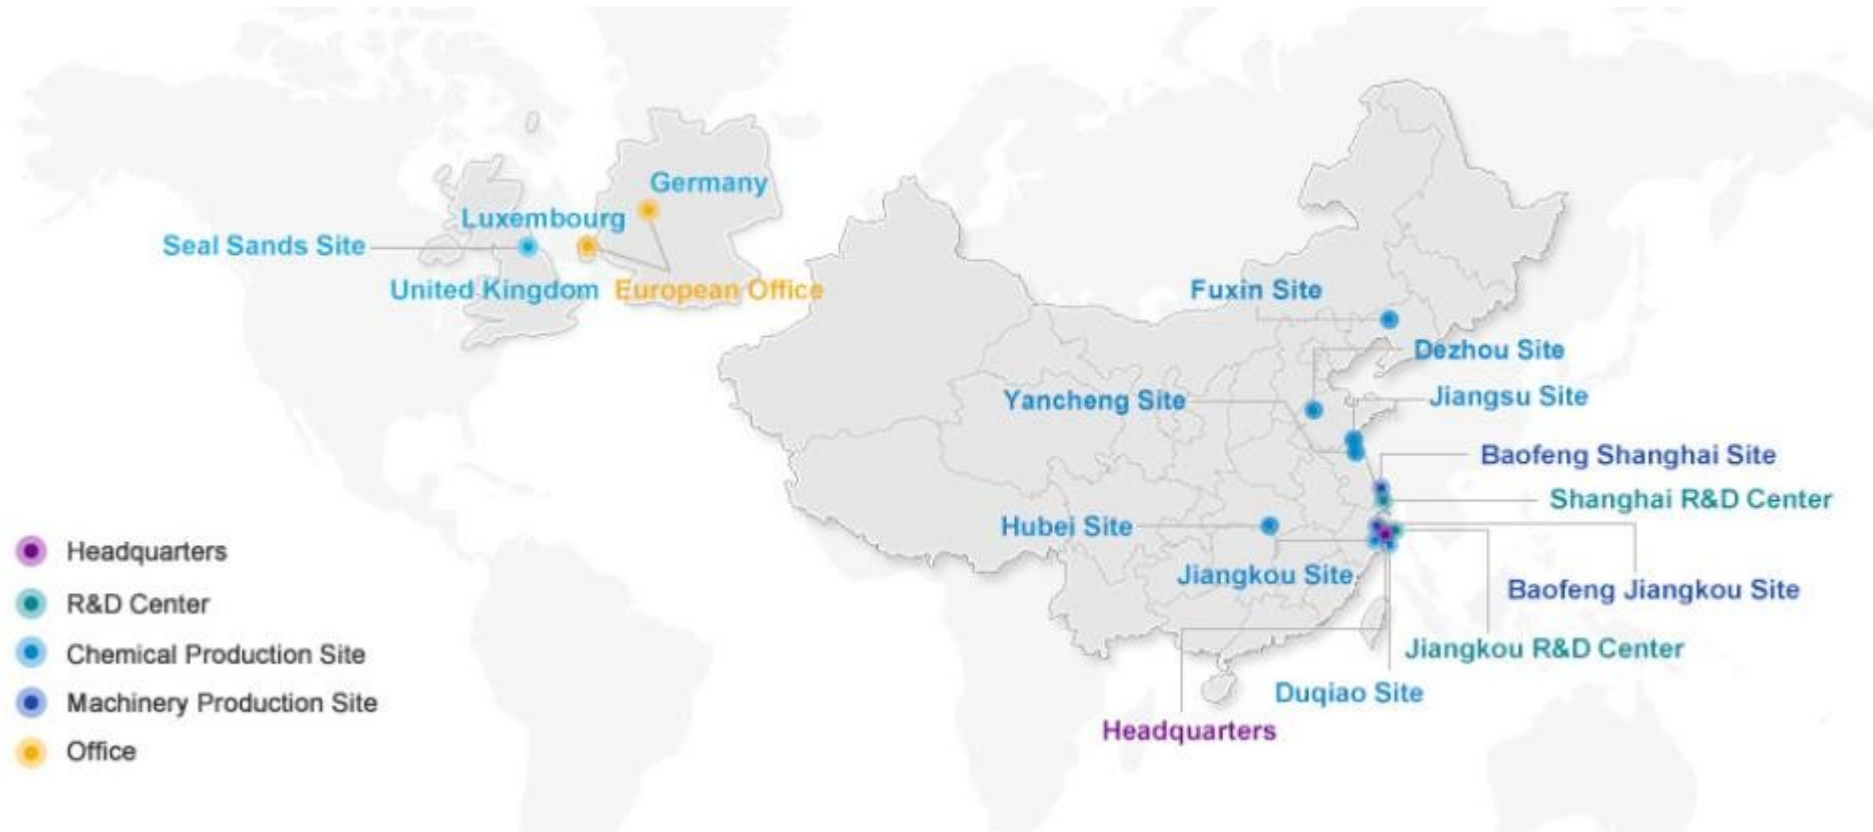 Germany
Luxembourg
Seal Sands Site
United Kingdom
European Office
Fuxin Site
Dezhou Site
Jiangsu Site
Yancheng Site
Baofeng Shanghai Site
Shanghai R&D Center
Hubei Site
Jiangkou Site
Baofeng Jiangkou Site
Jiangkou R&D Center
Duqiao Site
Headquarters
Headquarters
R&D Center
Chemical Production Site
Machinery Production Site
Office